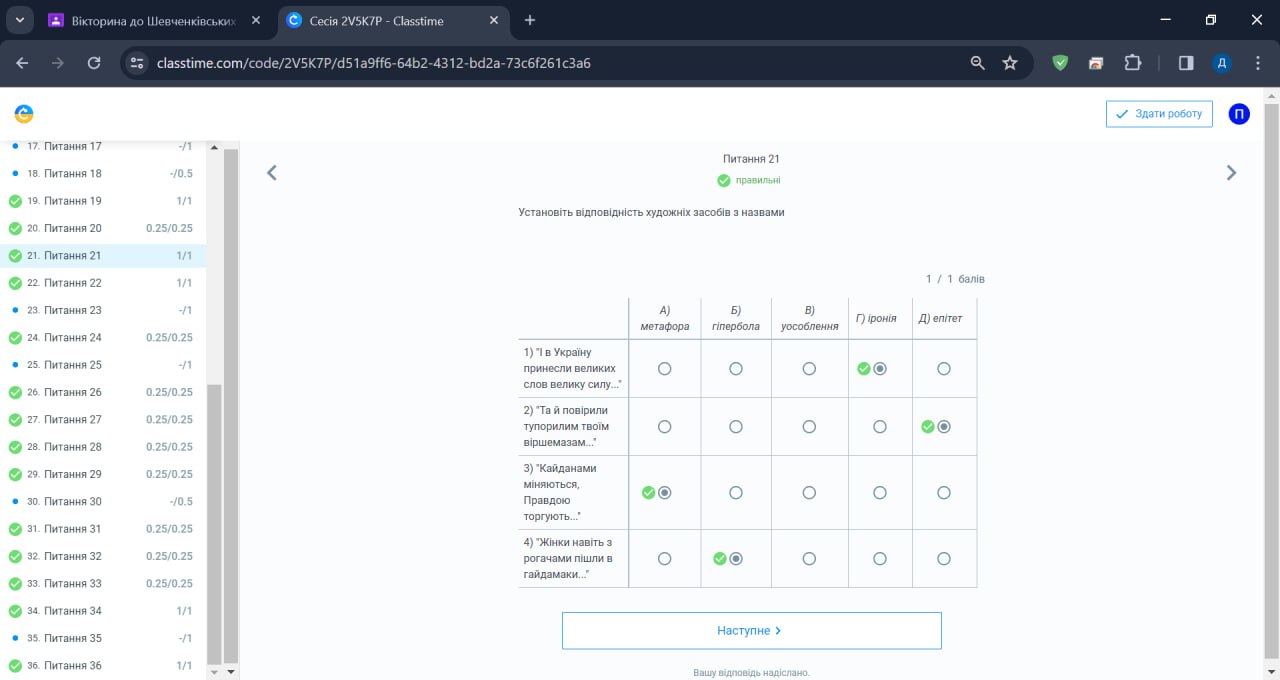 Вікторина до Шевченківських
Сесія 2V5K7P - Classtime
classtime.com/code/2V5K7P/d51a9ff6-64b2-4312-bd2a-73c6f261c3a6
Д
Здати роботу
П
17. Питання 17 -/1
18. Питання 18 -/0.5
19. Питання 19 1/1
20. Питання 20 0.25/0.25
21. Питання 21 1/1
22. Питання 22 1/1
23. Питання 23 -/1
24. Питання 24 0.25/0.25
25. Питання 25 -/1
26. Питання 26 0.25/0.25
27. Питання 27 0.25/0.25
28. Питання 28 0.25/0.25
29. Питання 29 0.25/0.25
30. Питання 30 -/0.5
31. Питання 31 0.25/0.25
32. Питання 32 0.25/0.25
33. Питання 33 0.25/0.25
34. Питання 34 1/1
35. Питання 35 -/1
36. Питання 36 1/1
Питання 21
правильні
Установіть відповідність художніх засобів з назвами
1 / 1 балів
А)
метафора
Б)
гіпербола
В)
уособлення
Г) іронія
Д) епітет
1) "І в Україну
принесли великих
слов велику силу..."
2) "Та й повірили
тупорилим твоїм
віршемазам..."
3) "Кайданами
міняються,
Правдою
торгують..."
4) "Жінки навіть з
рогачами пішли в
гайдамаки..."
Наступне
Вашу відповідь надіслано.